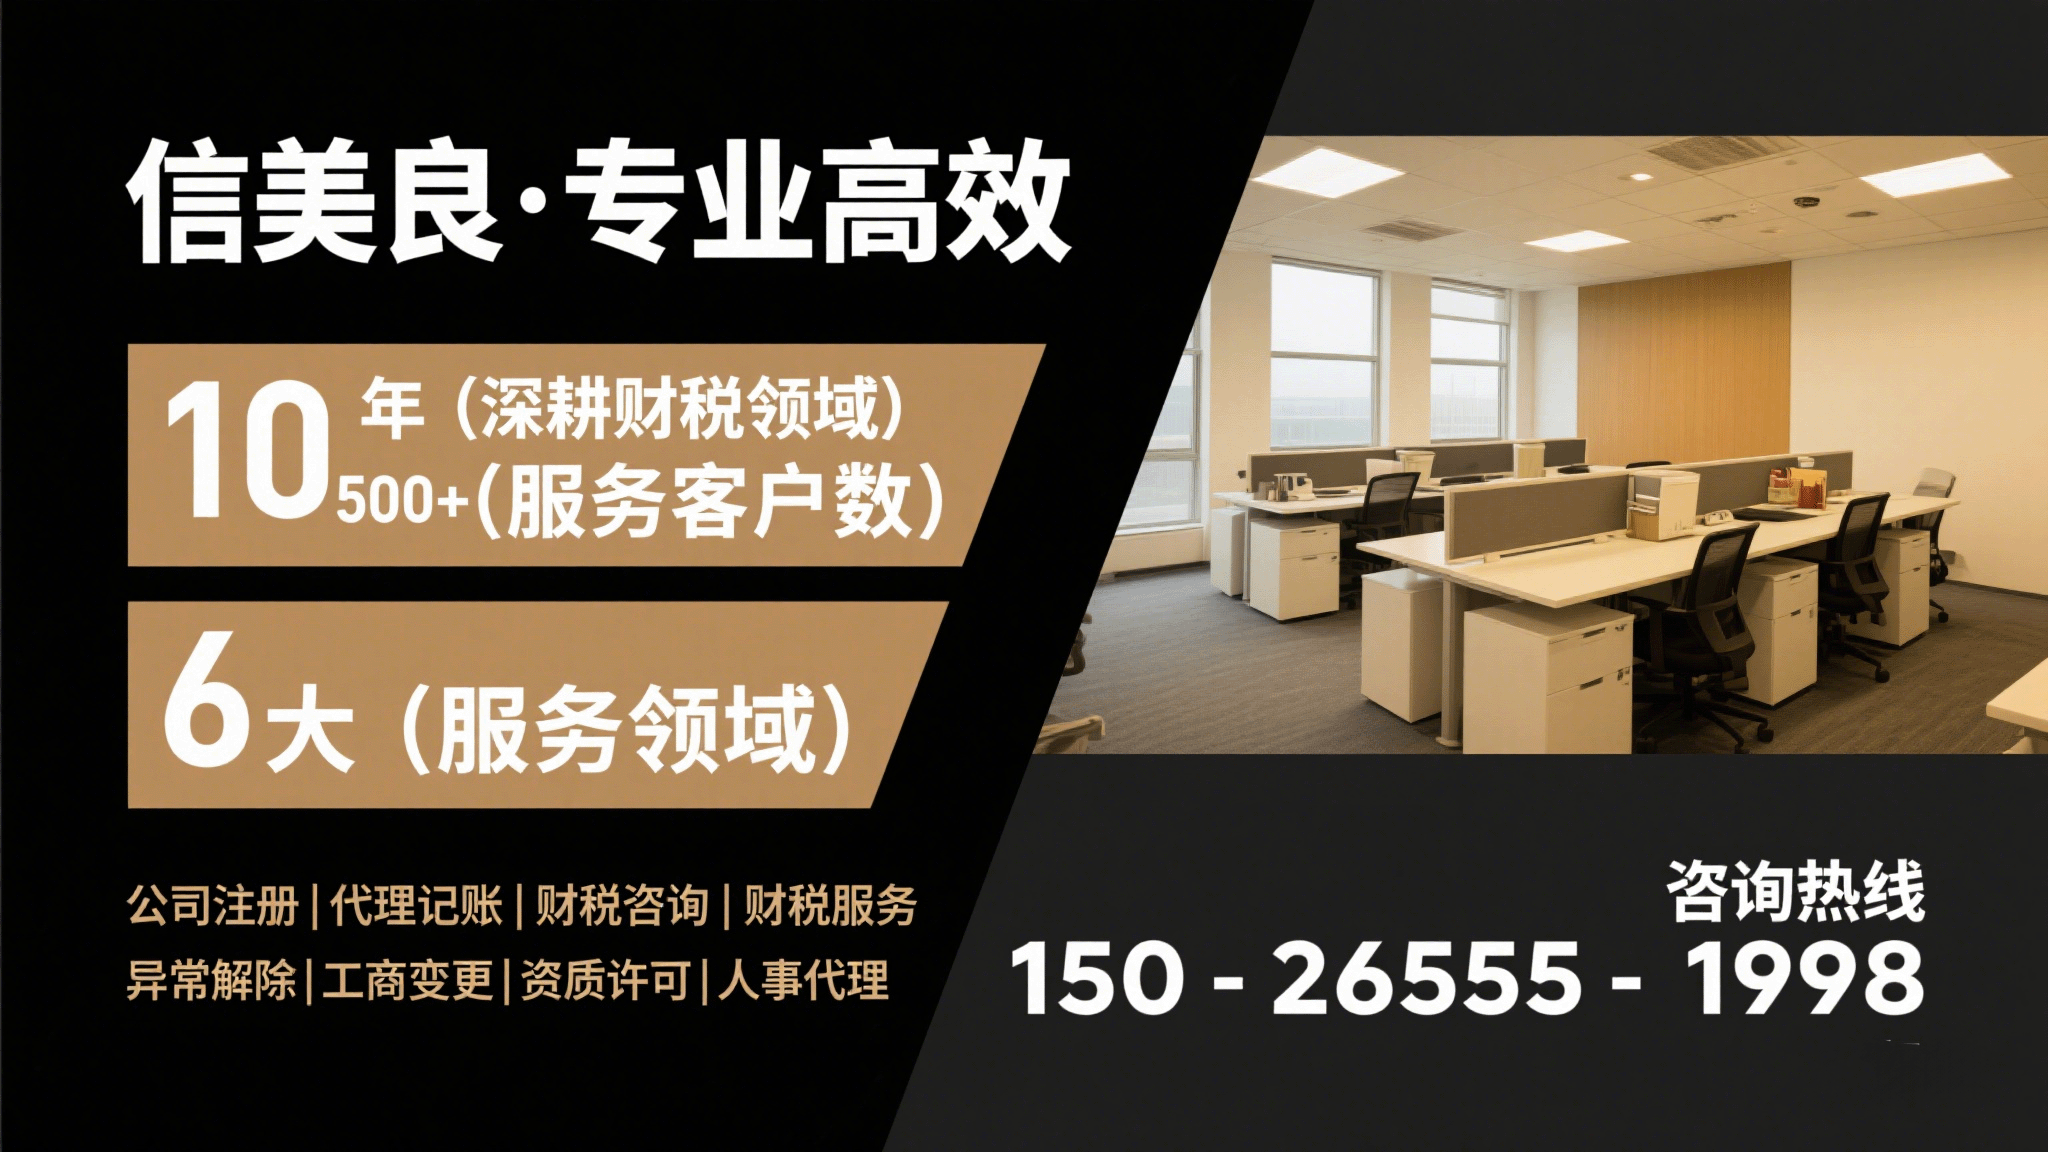 信美良·专业高效
10年（深耕财税领域）
500+（服务客户数）
6大（服务领域）
公司注册|代理记账|财税咨询|财税服务
异常解除|工商变更|资质许可|人事代理
咨询热线
150 - 26555 - 1998